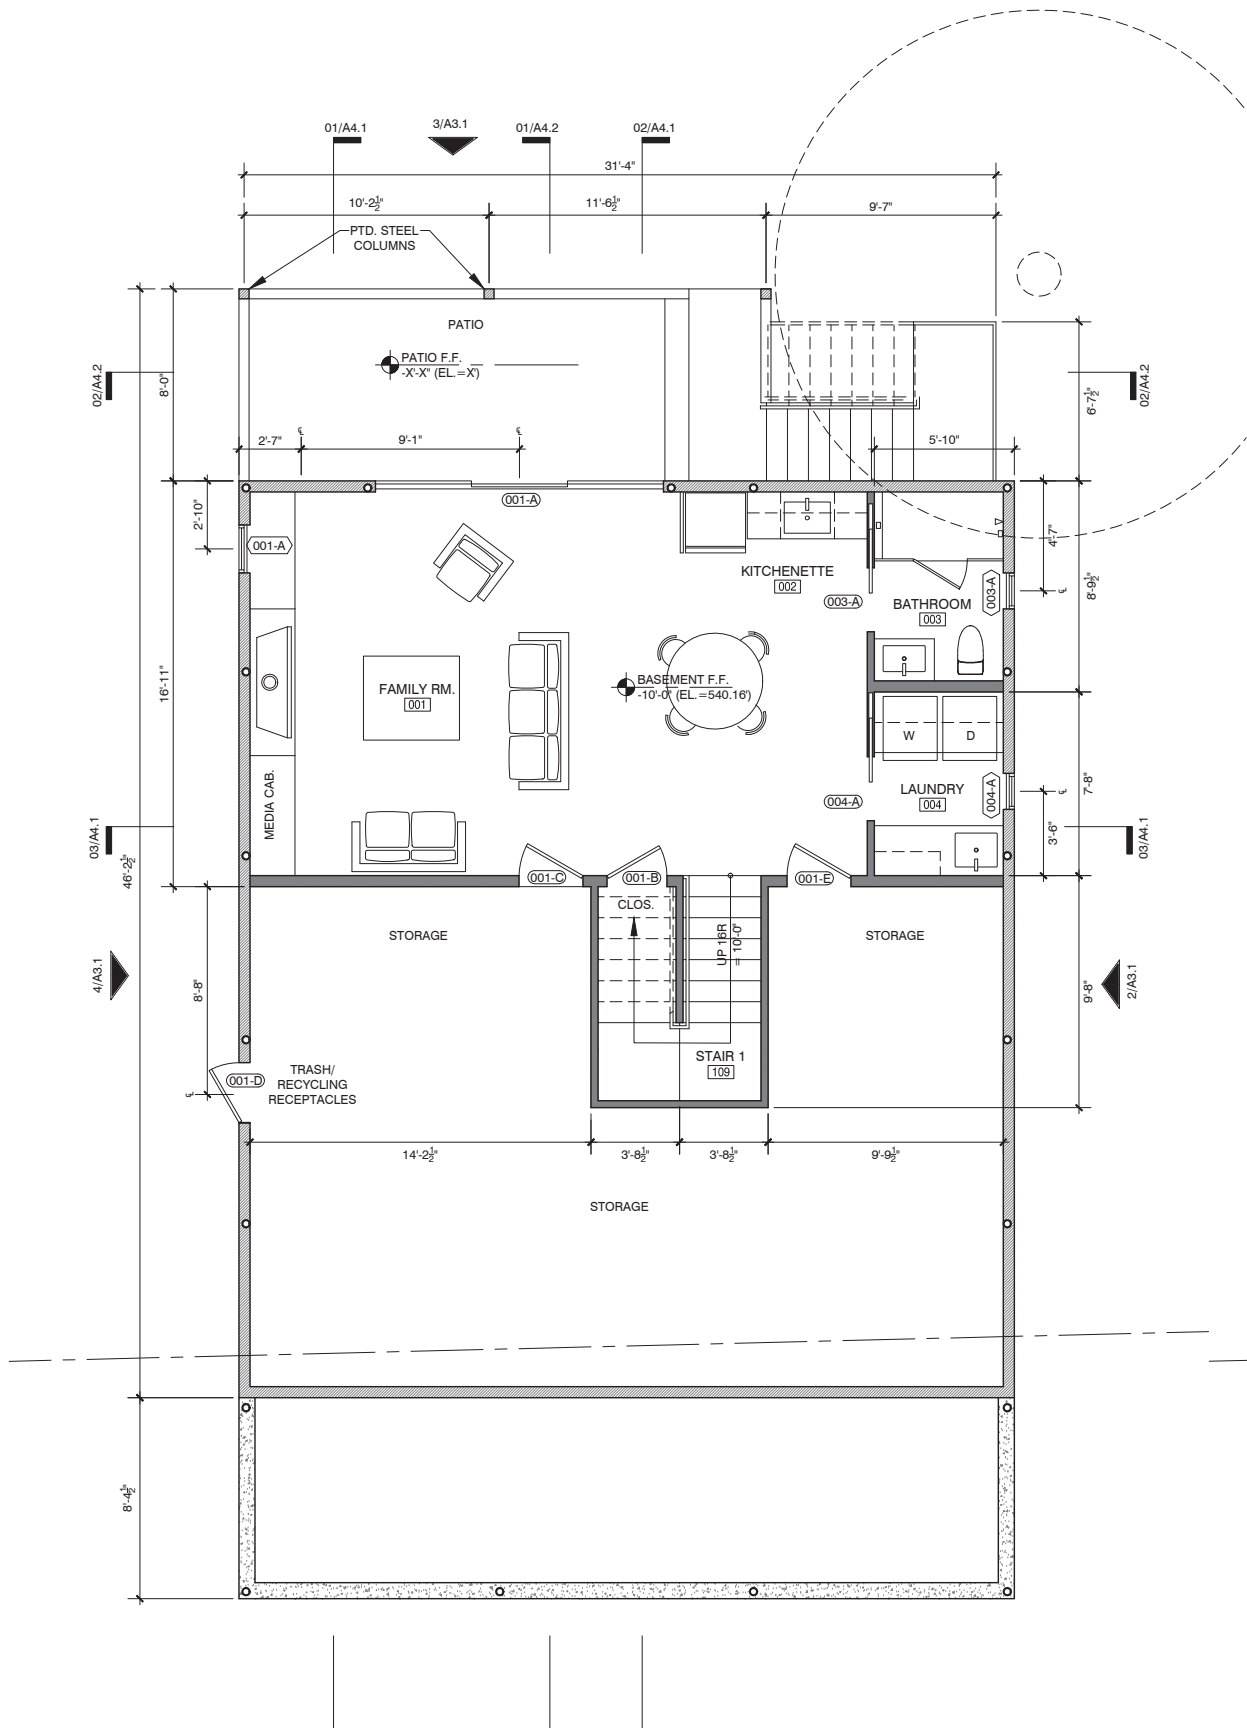 01/A4.1
3/A3.1
01/A4.2
02/A4.1
31'-4"
10'-2½"
11'-6½"
9'-7"
PTD. STEEL
COLUMNS
PATIO
PATIO F.F.
-X'-X" (EL.=X')
02/A4.2
8'-0"
02/A4.2
6'-7½"
2'-7"
℄
9'-1"
℄
5'-10"
001-A
2'-10"
001-A
4'-7"
KITCHENETTE
002
003-A
BATHROOM
003
003-A
℄
8'-9½"
16'-11"
FAMILY RM.
001
BASEMENT F.F.
-10'-0" (EL.=540.16')
W
D
MEDIA CAB.
004-A
LAUNDRY
004
004-A
℄
7'-8"
3'-6"
03/A4.1
46'-2½"
03/A4.1
001-C
001-B
001-E
CLOS.
UP 16R
= 10'-0"
STORAGE
STORAGE
4/A3.1
8'-8"
9'-8"
2/A3.1
STAIR 1
109
001-D
℄
TRASH/
RECYCLING
RECEPTACLES
14'-2½"
3'-8½"
3'-8½"
9'-9½"
STORAGE
8'-4½"